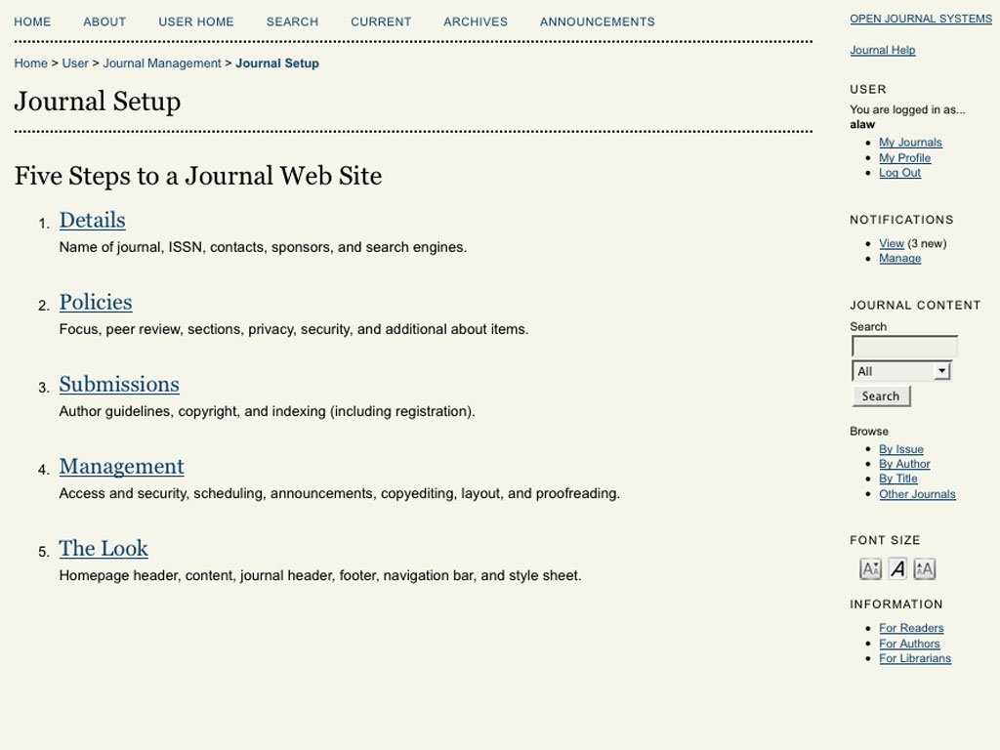 HOME ABOUT USER HOME SEARCH CURRENT ARCHIVES ANNOUNCEMENTS
Home > User > Journal Management > Journal Setup
Journal Setup
Five Steps to a Journal Web Site
1. Details
Name of journal, ISSN, contacts, sponsors, and search engines.
2. Policies
Focus, peer review, sections, privacy, security, and additional about items.
3. Submissions
Author guidelines, copyright, and indexing (including registration).
4. Management
Access and security, scheduling, announcements, copyediting, layout, and proofreading.
5. The Look
Homepage header, content, journal header, footer, navigation bar, and style sheet.
OPEN JOURNAL SYSTEMS
Journal Help
USER
You are logged in as...
alaw
My Journals
My Profile
Log Out
NOTIFICATIONS
View (3 new)
Manage
JOURNAL CONTENT
Search
All
Search
Browse
By Issue
By Author
By Title
Other Journals
FONT SIZE
A A A A A
INFORMATION
For Readers
For Authors
For Librarians